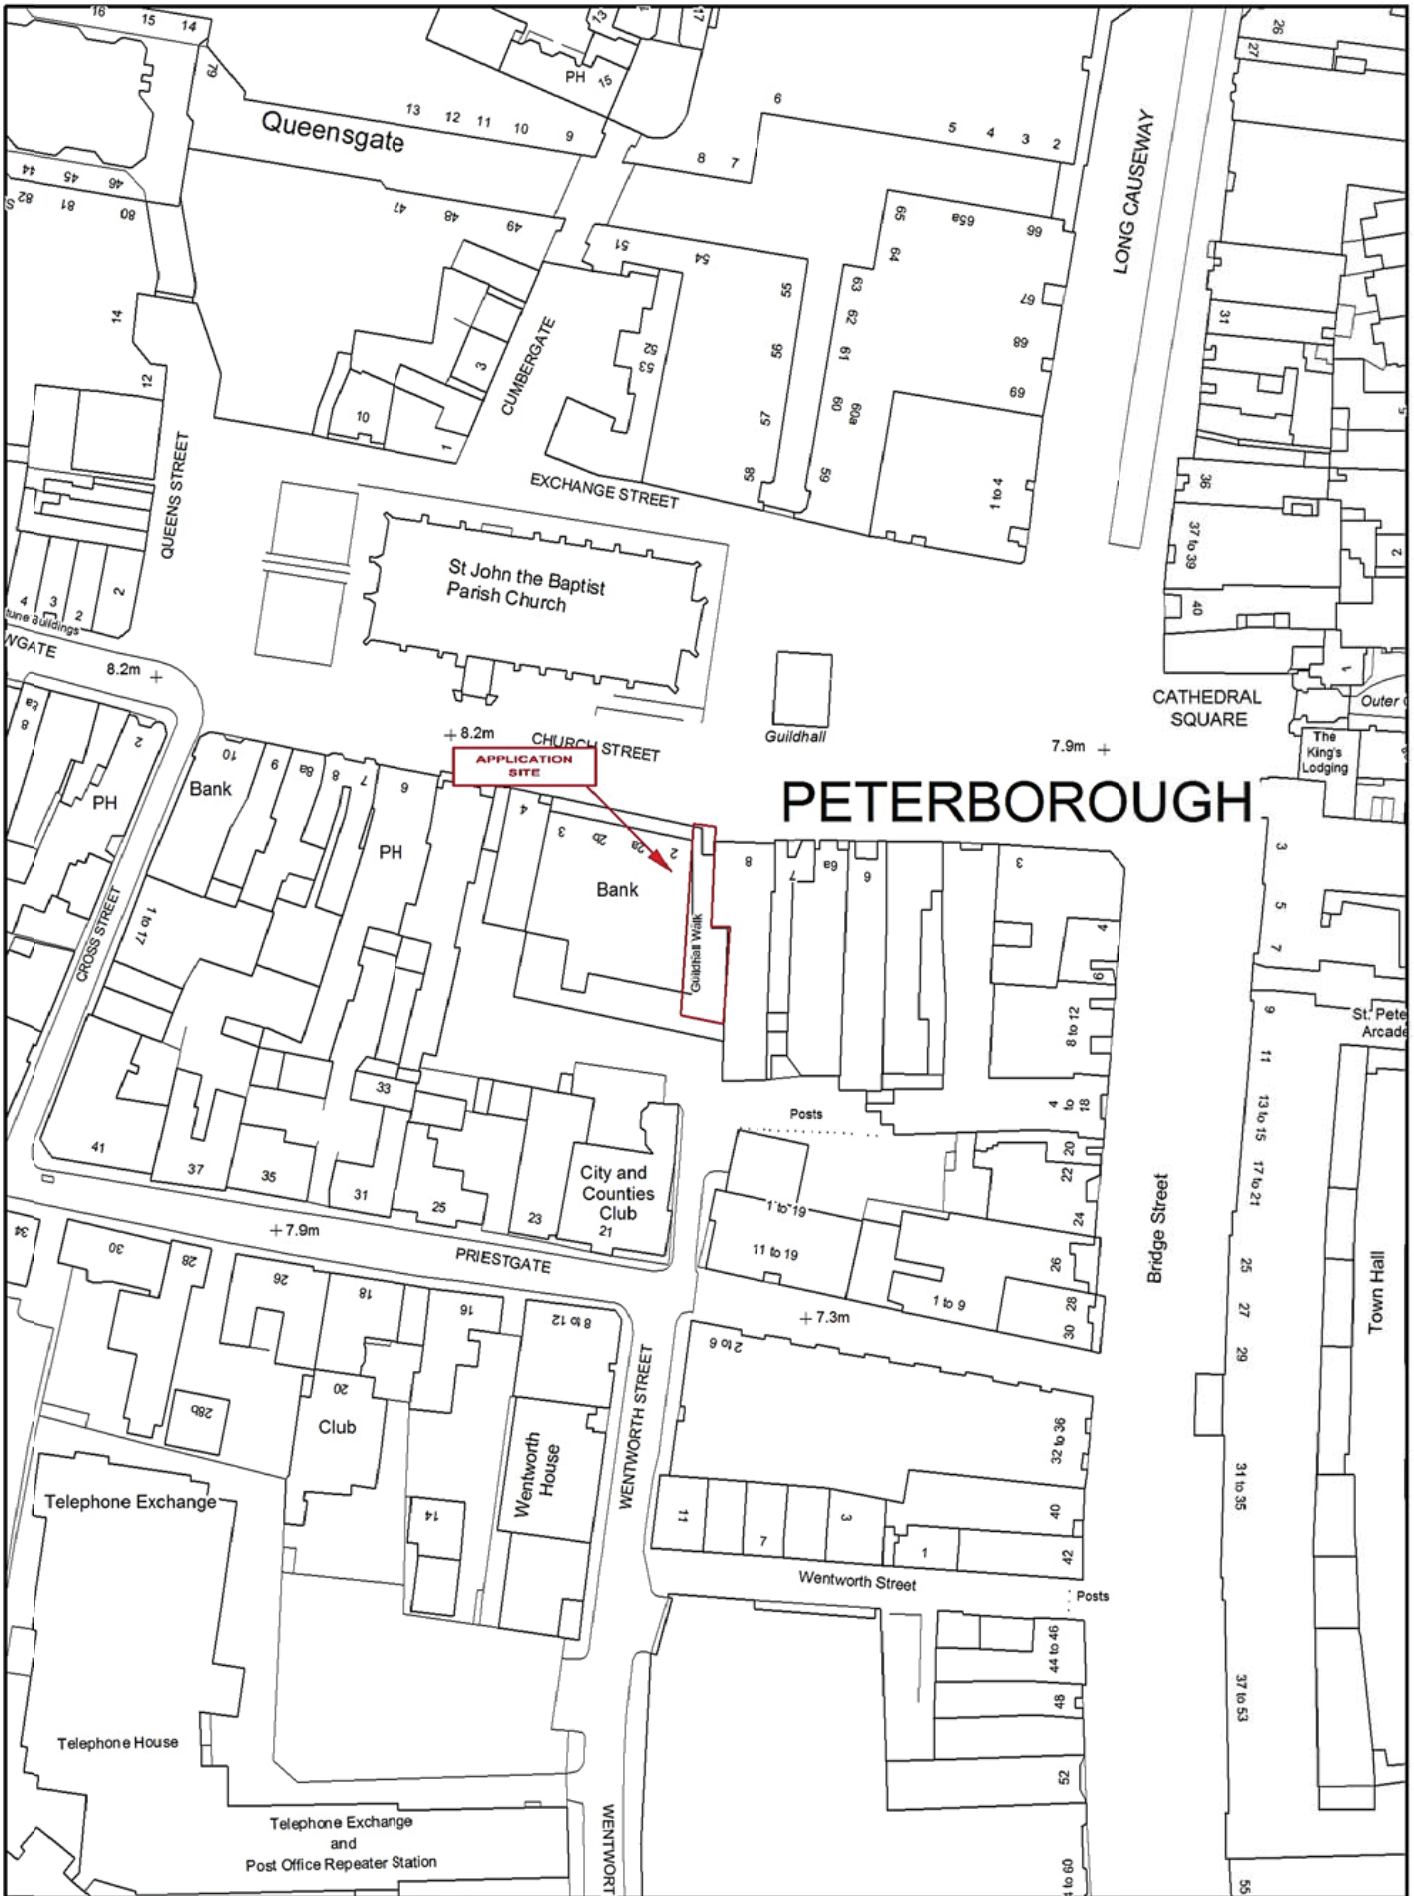 16
15
14
79
13
17
PH
15
Queensgate
13
12
11
10
9
6
8
7
5
4
3
2
LONG CAUSEWAY
26
27
44
45
46
82
81
80
47
48
49
51
54
65
65a
66
64
55
63
67
14
62
31
CUMBERGATE
52
53
56
61
68
12
3
10
1
57
60
60a
69
QUEENS STREET
EXCHANGE STREET
58
59
1 to 4
36
37 to 39
2
St John the Baptist
Parish Church
4
3
2
2
40
1
8.2m
CATHEDRAL
SQUARE
Outer
8
2
8.2m
CHURCH STREET
Guildhall
7.9m
The
King's
Lodging
APPLICATION
SITE
10
Bank
9
8a
8
7
6
PH
PH
PETERBOROUGH
4
3
2b
2a
2
Bank
8
7
6a
6
3
3
CROSS STREET
1 to 17
Guildhall Walk
4
6
5
7
8 to 12
9
St. Pete
Arcade
11
33
Posts
4
to
18
13 to 15
41
37
35
31
25
23
City and
Counties
Club
21
20
22
17 to 21
34
7.9m
PRIESTGATE
1 to 19
11 to 19
24
Bridge Street
30
28
26
18
16
8 to 12
26
25
Town Hall
1 to 9
28
27
7.3m
30
2 to 6
29
20
28b
Club
WENTWORTH STREET
Wentworth
House
32 to 36
Telephone Exchange
14
11
7
3
40
31 to 35
1
42
Wentworth Street
Posts
44 to 46
48
37 to 53
Telephone House
52
Telephone Exchange
and
Post Office Repeater Station
WENTWORT
to 60
55